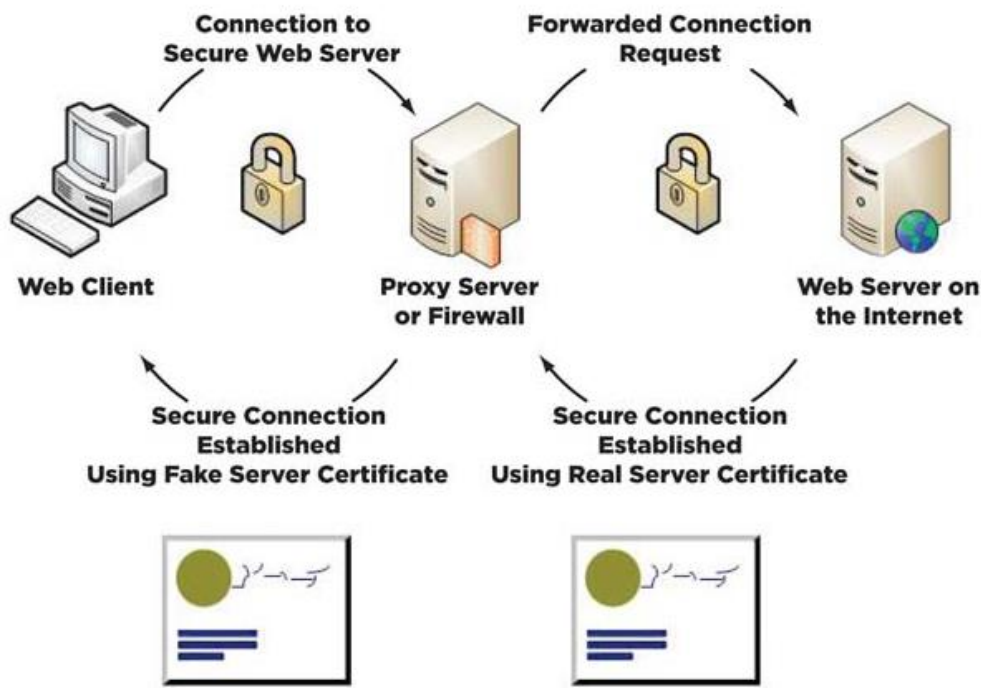 Connection to
Secure Web Server
Forwarded Connection
Request
Web Client
Proxy Server
or Firewall
Web Server on
the Internet
Secure Connection
Established
Using Fake Server Certificate
Secure Connection
Established
Using Real Server Certificate